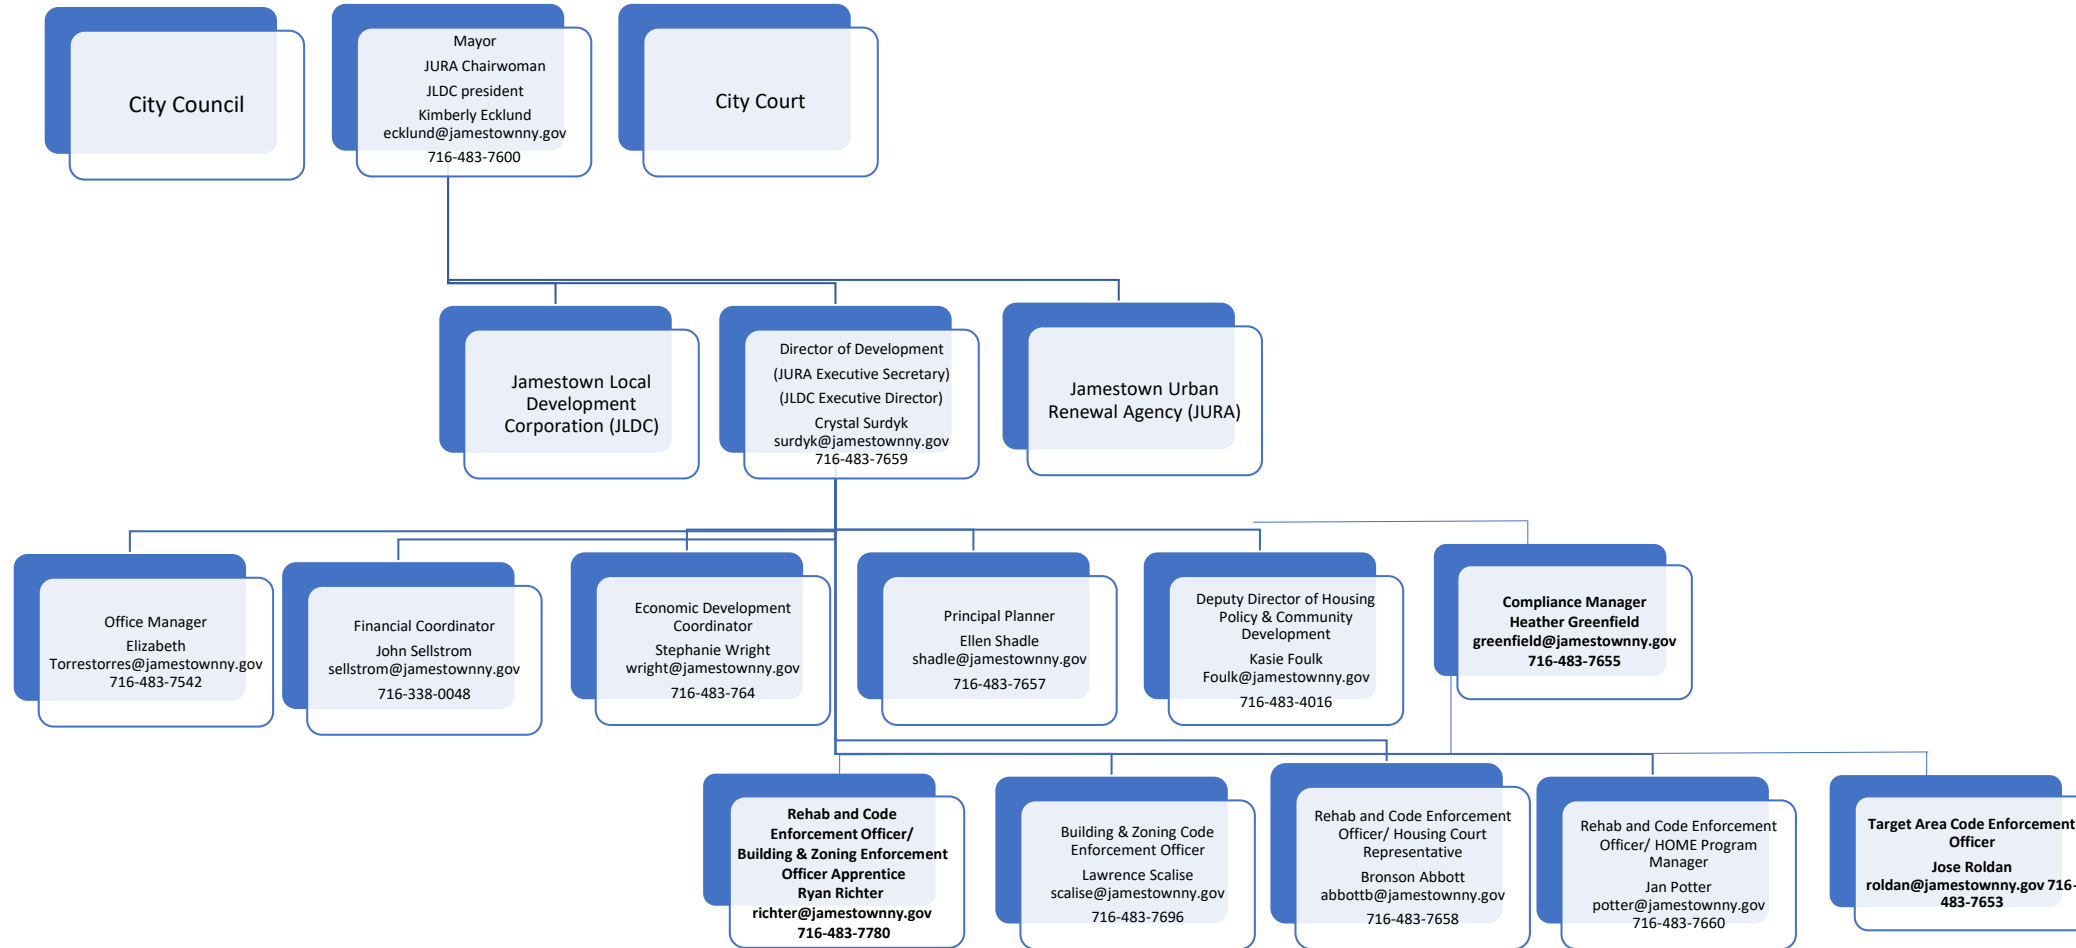 City Council
Mayor
JURA Chairwoman
JLDC president
Kimberly Ecklund
ecklund@jamestownny.gov
716-483-7600
City Court
Jamestown Local
Development
Corporation (JLDC)
Director of Development
(JURA Executive Secretary)
(JLDC Executive Director)
Crystal Surdyk
surdyk@jamestownny.gov
716-483-7659
Jamestown Urban
Renewal Agency (JURA)
Office Manager
Elizabeth
Torrestorres@jamestownny.gov
716-483-7542
Financial Coordinator
John Sellstrom
sellstrom@jamestownny.gov
716-338-0048
Economic Development
Coordinator
Stephanie Wright
wright@jamestownny.gov
716-483-764
Principal Planner
Ellen Shadle
shadle@jamestownny.gov
716-483-7657
Deputy Director of Housing
Policy & Community
Development
Kasie Foulk
Foulk@jamestownny.gov
716-483-4016
Compliance Manager
Heather Greenfield
greenfield@jamestownny.gov
716-483-7655
Rehab and Code
Enforcement Officer/
Building & Zoning Enforcement
Officer Apprentice
Ryan Richter
richter@jamestownny.gov
716-483-7780
Building & Zoning Code
Enforcement Officer
Lawrence Scalise
scalise@jamestownny.gov
716-483-7696
Rehab and Code Enforcement
Officer/ Housing Court
Representative
Bronson Abbott
abbottb@jamestownny.gov
716-483-7658
Rehab and Code Enforcement
Officer/ HOME Program
Manager
Jan Potter
potter@jamestownny.gov
716-483-7660
Target Area Code Enforcement
Officer
Jose Roldan
roldan@jamestownny.gov 716-
483-7653